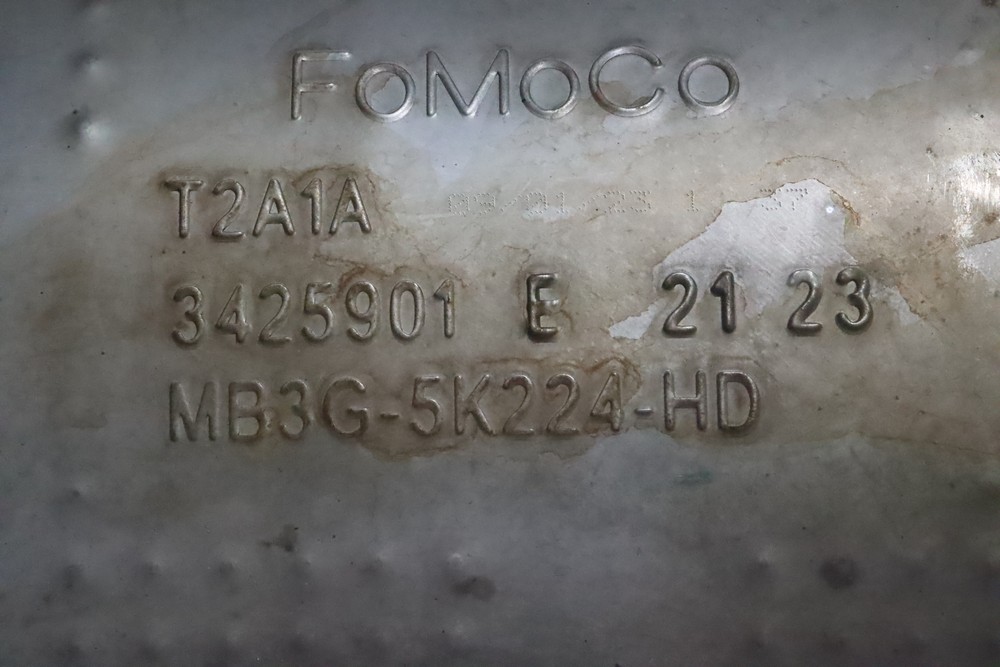 FoMoCo
T2A1A
3425901 E 21 23
MB3G-5K224-HD